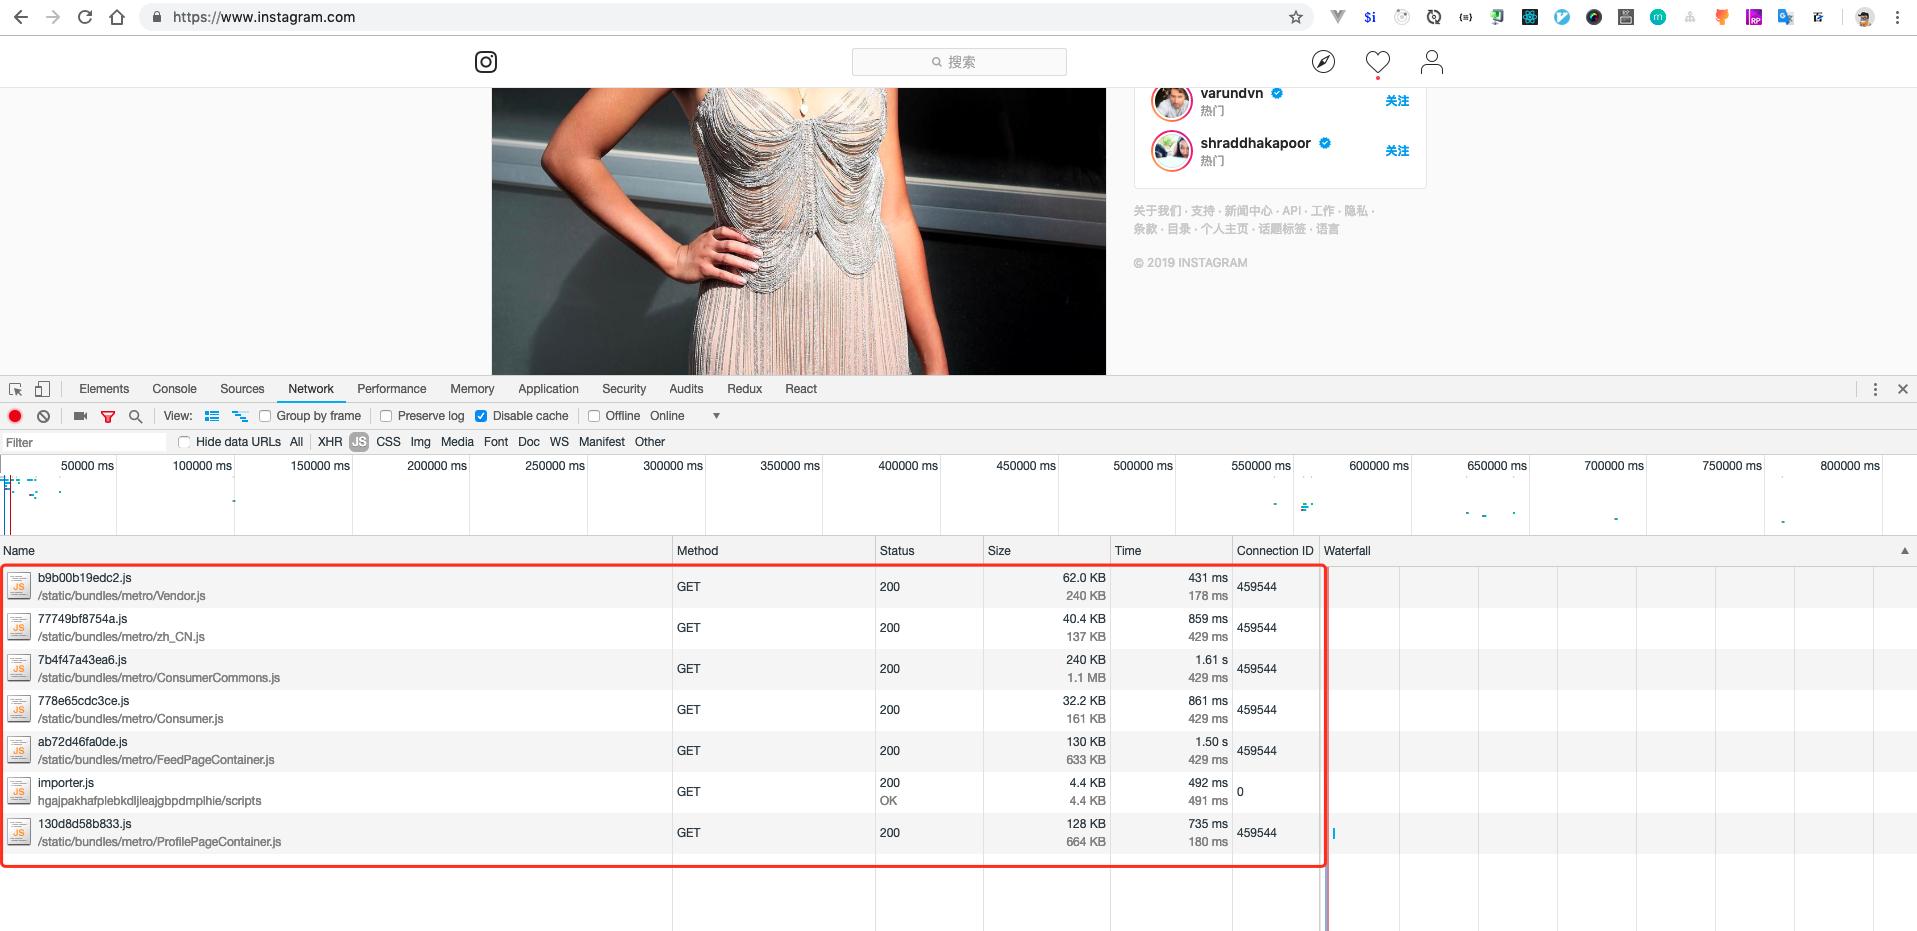 https://www.instagram.com
搜索
varundvn
热门
关注
shraddhakapoor
热门
关注
关于我们 · 支持 · 新闻中心 · API · 工作 · 隐私 ·
条款 · 目录 · 个人主页 · 话题标签 · 语言
© 2019 INSTAGRAM
Elements Console Sources Network Performance Memory Application Security Audits Redux React
View: Group by frame Preserve log Disable cache Offline Online
Filter Hide data URLs All XHR JS CSS Img Media Font Doc WS Manifest Other
50000 ms 100000 ms 150000 ms 200000 ms 250000 ms 300000 ms 350000 ms 400000 ms 450000 ms 500000 ms 550000 ms 600000 ms 650000 ms 700000 ms 750000 ms 800000 ms
Name Method Status Size Time Connection ID Waterfall
b9b00b19edc2.js 62.0 KB 431 ms
GET 200 459544
/static/bundles/metro/Vendor.js 240 KB 178 ms
77749bf8754a.js 40.4 KB 859 ms
GET 200 459544
/static/bundles/metro/zh_CN.js 137 KB 429 ms
7b4f47a43ea6.js 240 KB 1.61 s
GET 200 459544
/static/bundles/metro/ConsumerCommons.js 1.1 MB 429 ms
778e65cdc3ce.js 32.2 KB 861 ms
GET 200 459544
/static/bundles/metro/Consumer.js 161 KB 429 ms
ab72d46fa0de.js 130 KB 1.50 s
GET 200 459544
/static/bundles/metro/FeedPageContainer.js 633 KB 429 ms
importer.js 200 4.4 KB 492 ms
GET 0
hgajpakhafplebkdljleajgbpdmplhie/scripts OK 4.4 KB 491 ms
130d8d58b833.js 128 KB 735 ms
GET 200 459544
/static/bundles/metro/ProfilePageContainer.js 664 KB 180 ms